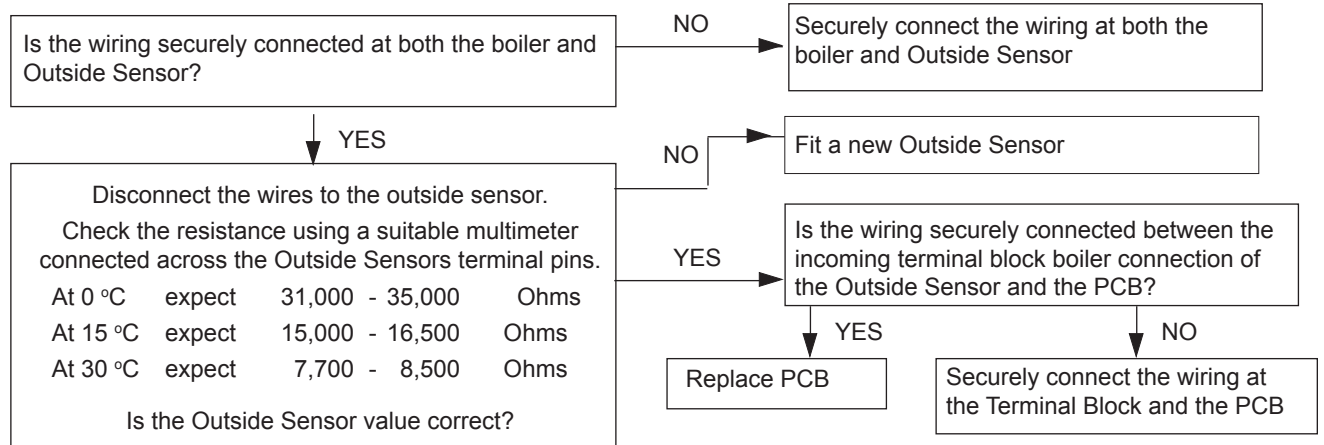 Is the wiring securely connected at both the boiler and
Outside Sensor?
NO
Securely connect the wiring at both the
boiler and Outside Sensor
YES
Disconnect the wires to the outside sensor.
Check the resistance using a suitable multimeter
connected across the Outside Sensors terminal pins.
At 0 °C expect 31,000 - 35,000 Ohms
At 15 °C expect 15,000 - 16,500 Ohms
At 30 °C expect 7,700 - 8,500 Ohms
Is the Outside Sensor value correct?
NO
Fit a new Outside Sensor
YES
Is the wiring securely connected between the
incoming terminal block boiler connection of
the Outside Sensor and the PCB?
YES
Replace PCB
NO
Securely connect the wiring at
the Terminal Block and the PCB